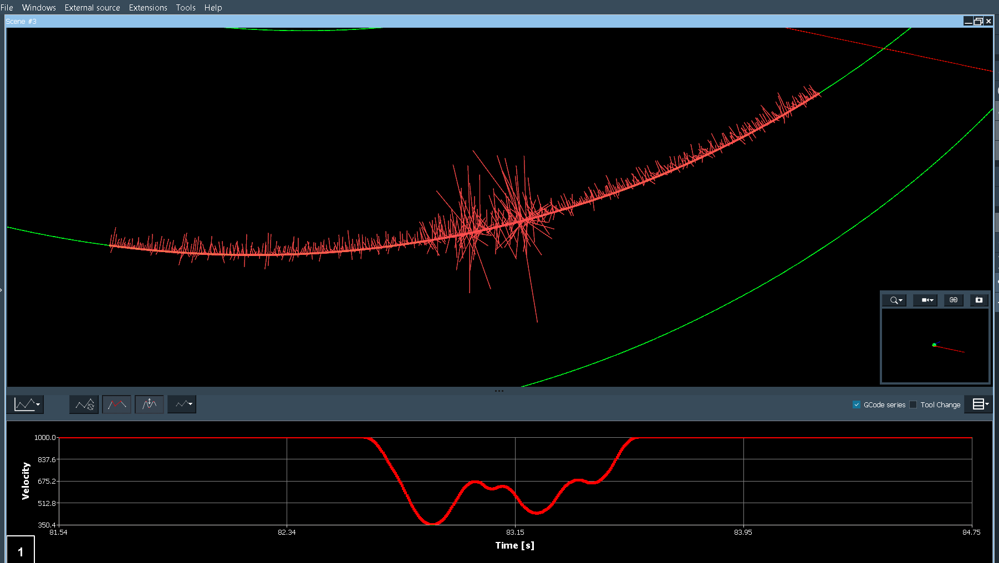 File Windows External source Extensions Tools Help
Scene #3
GCode series Tool Change
1000.0
837.6
675.2
512.8
350.4
Velocity
81.54 82.34 83.15 83.95 84.75
Time [s]
1